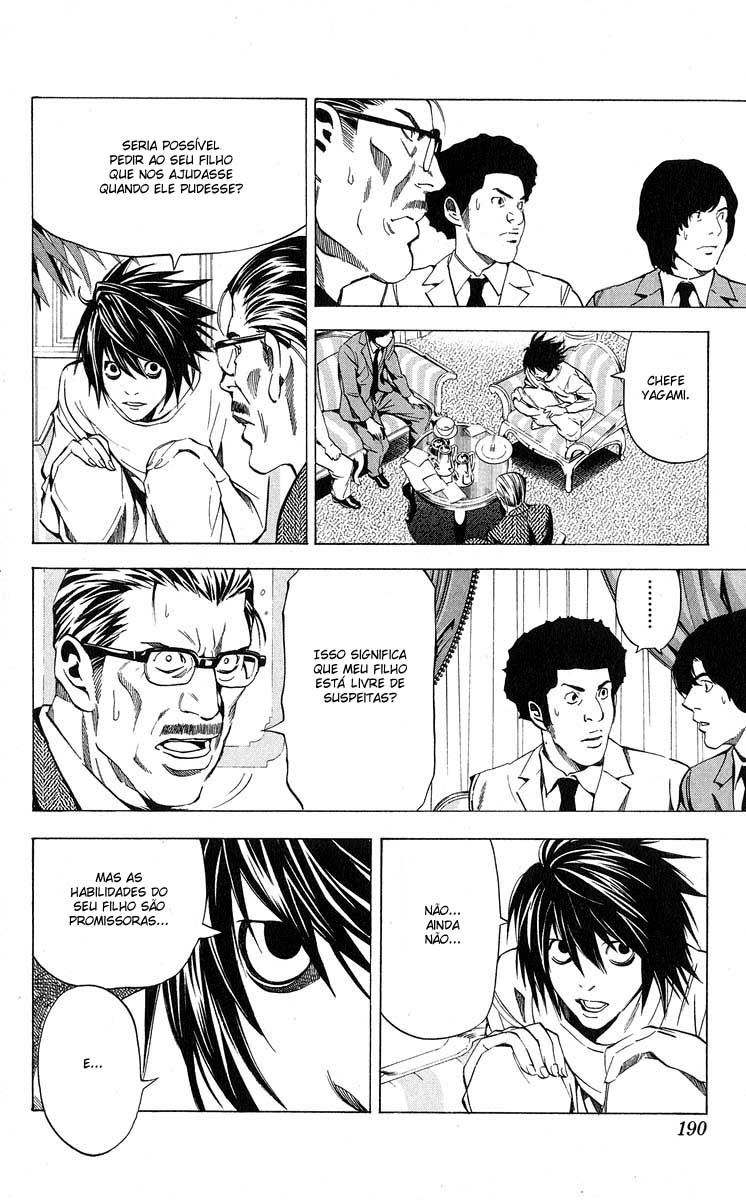 CHEFE
YAGAMI.
SERIA POSSÍVEL
PEDIR AO SEU FILHO
QUE NOS AJUDASSE
QUANDO ELE PUDESSE?
........
ISSO SIGNIFICA
QUE MEU FILHO
ESTÁ LIVRE DE
SUSPEITAS?
NÃO...
AINDA
NÃO...
MAS AS
HABILIDADES DO
SEU FILHO SÃO
PROMISSORAS...
E...
190